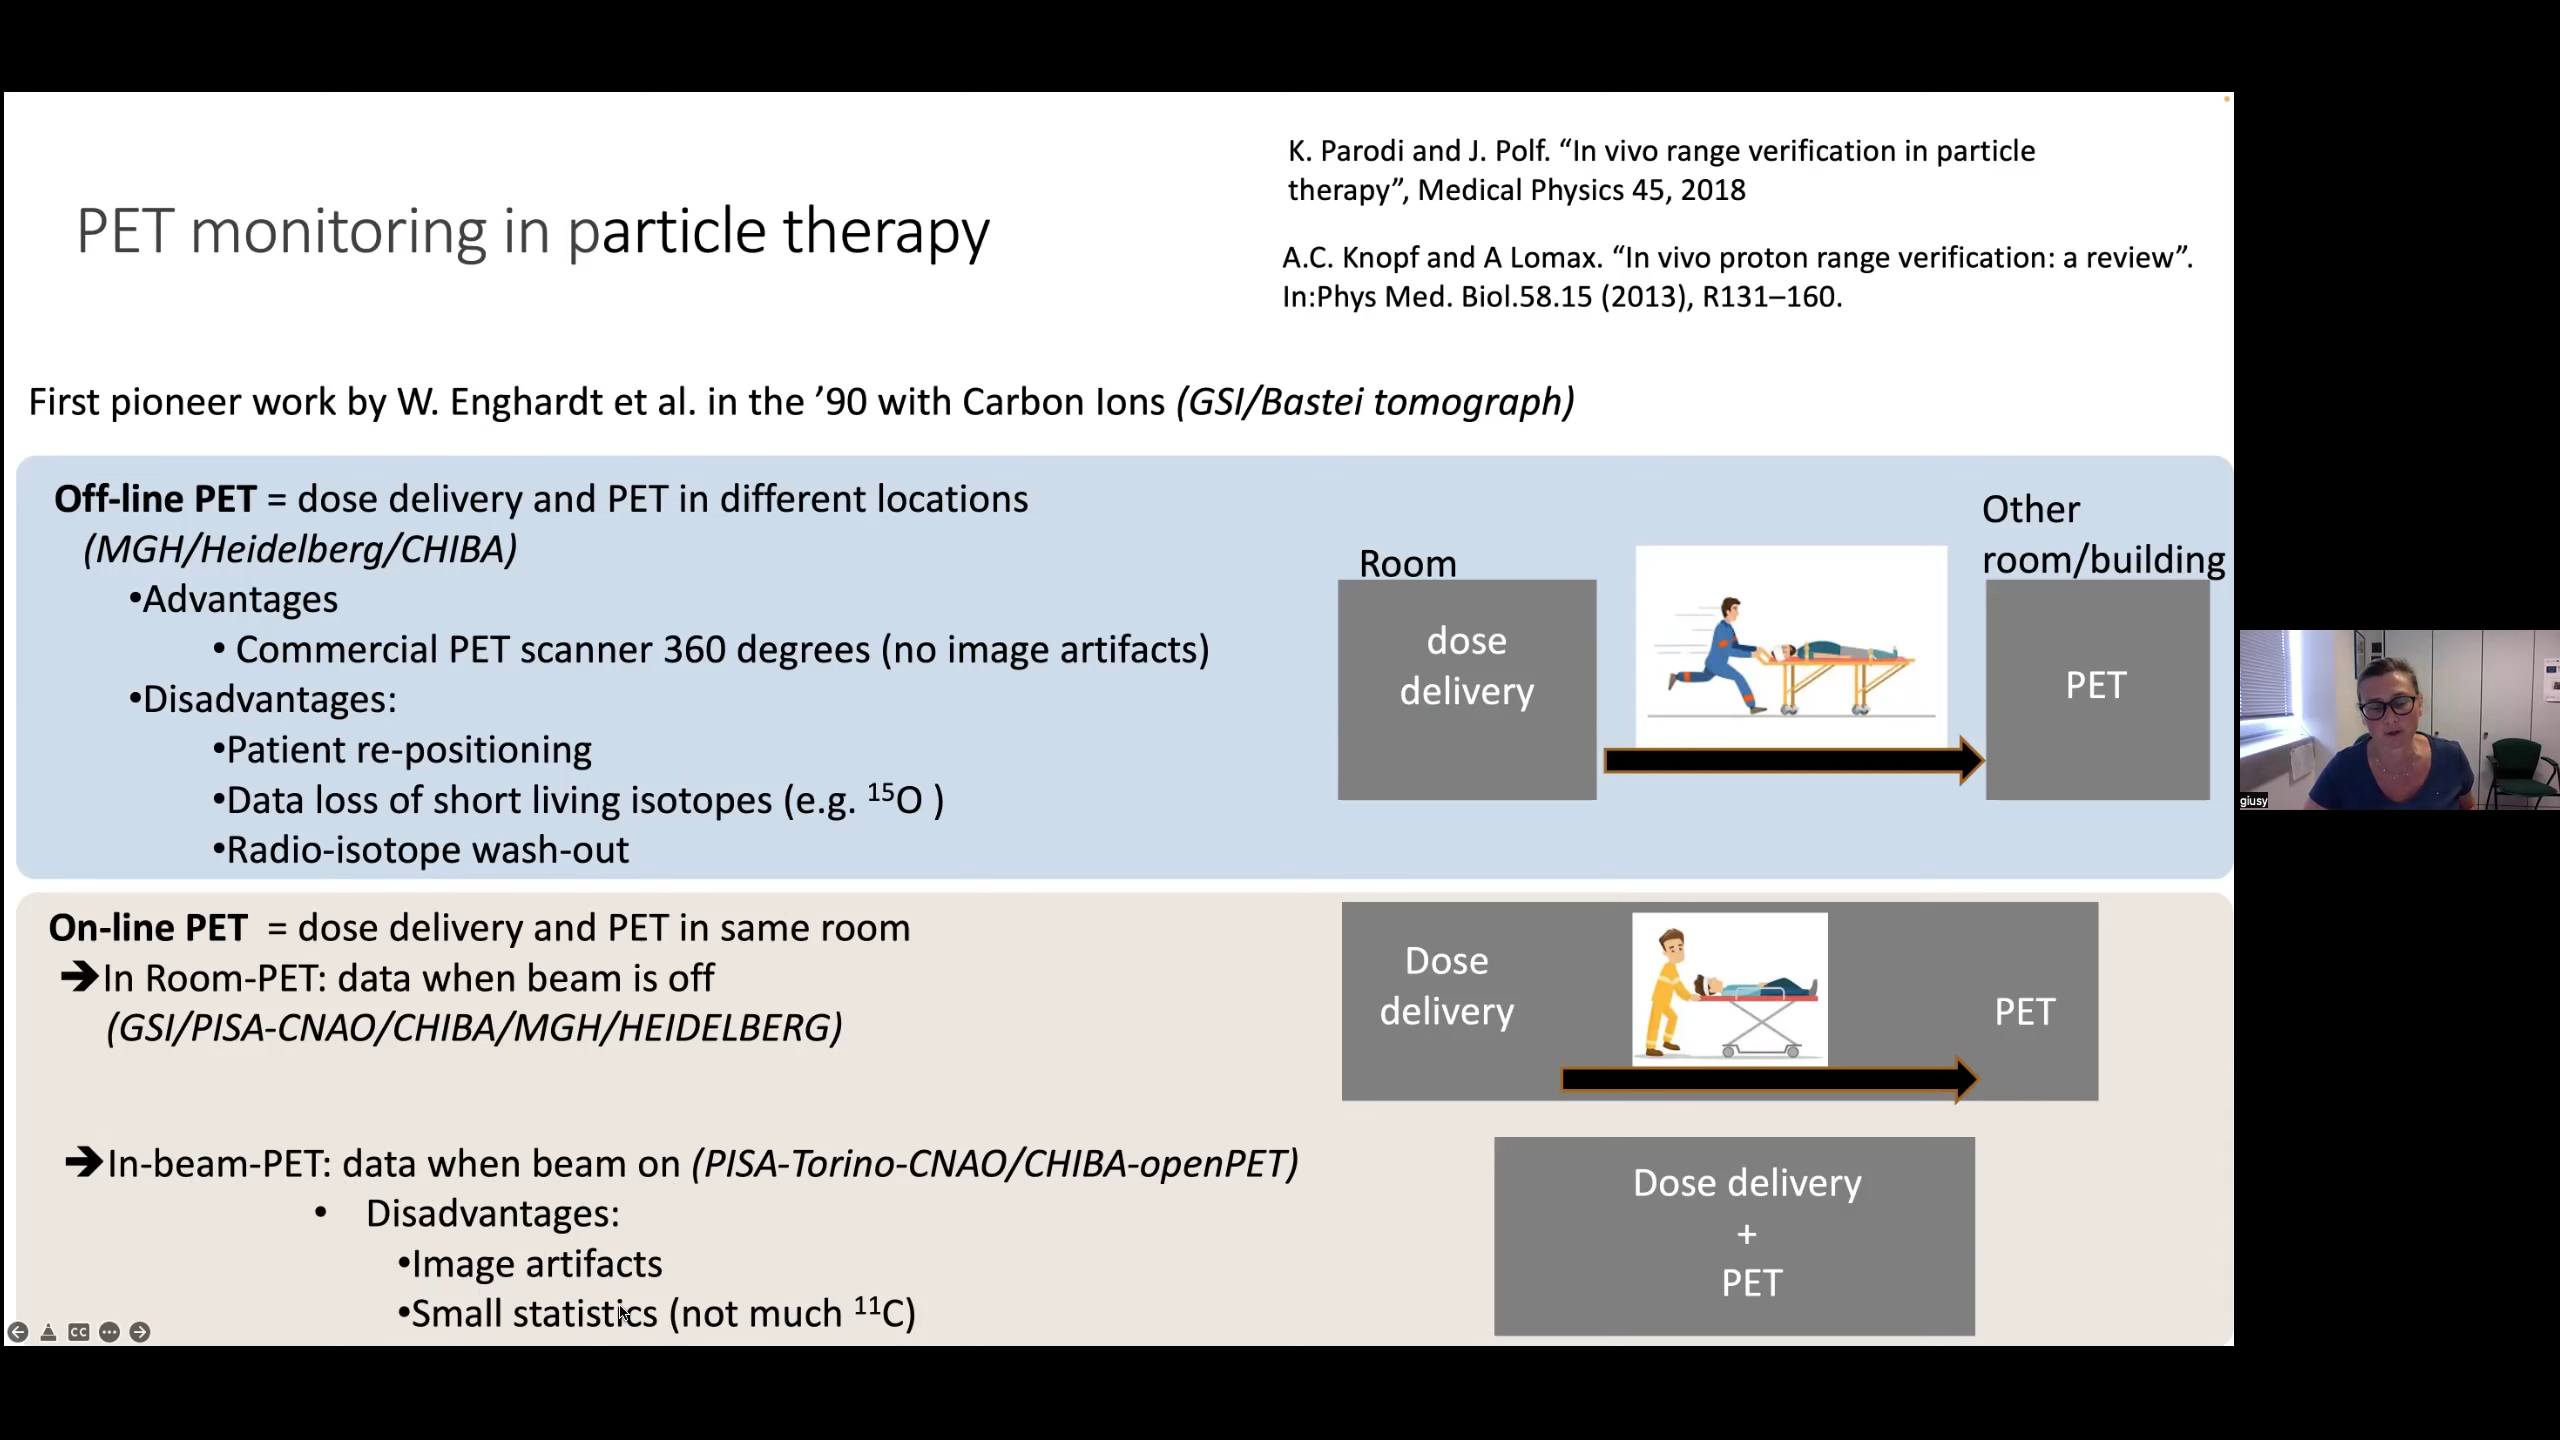 PET monitoring in particle therapy
K. Parodi and J. Polf. “In vivo range verification in particle
therapy”, Medical Physics 45, 2018
A.C. Knopf and A Lomax. “In vivo proton range verification: a review”.
In:Phys Med. Biol.58.15 (2013), R131–160.
First pioneer work by W. Enghardt et al. in the ’90 with Carbon Ions (GSI/Bastei tomograph)
Off-line PET = dose delivery and PET in different locations
(MGH/Heidelberg/CHIBA)
•Advantages
• Commercial PET scanner 360 degrees (no image artifacts)
•Disadvantages:
•Patient re-positioning
•Data loss of short living isotopes (e.g. ¹⁵O )
•Radio-isotope wash-out
Room
dose
delivery
Other
room/building
PET
On-line PET = dose delivery and PET in same room
➔In Room-PET: data when beam is off
(GSI/PISA-CNAO/CHIBA/MGH/HEIDELBERG)
Dose
delivery
PET
➔In-beam-PET: data when beam on (PISA-Torino-CNAO/CHIBA-openPET)
• Disadvantages:
•Image artifacts
•Small statistics (not much ¹¹C)
Dose delivery
+
PET
CC
giusy